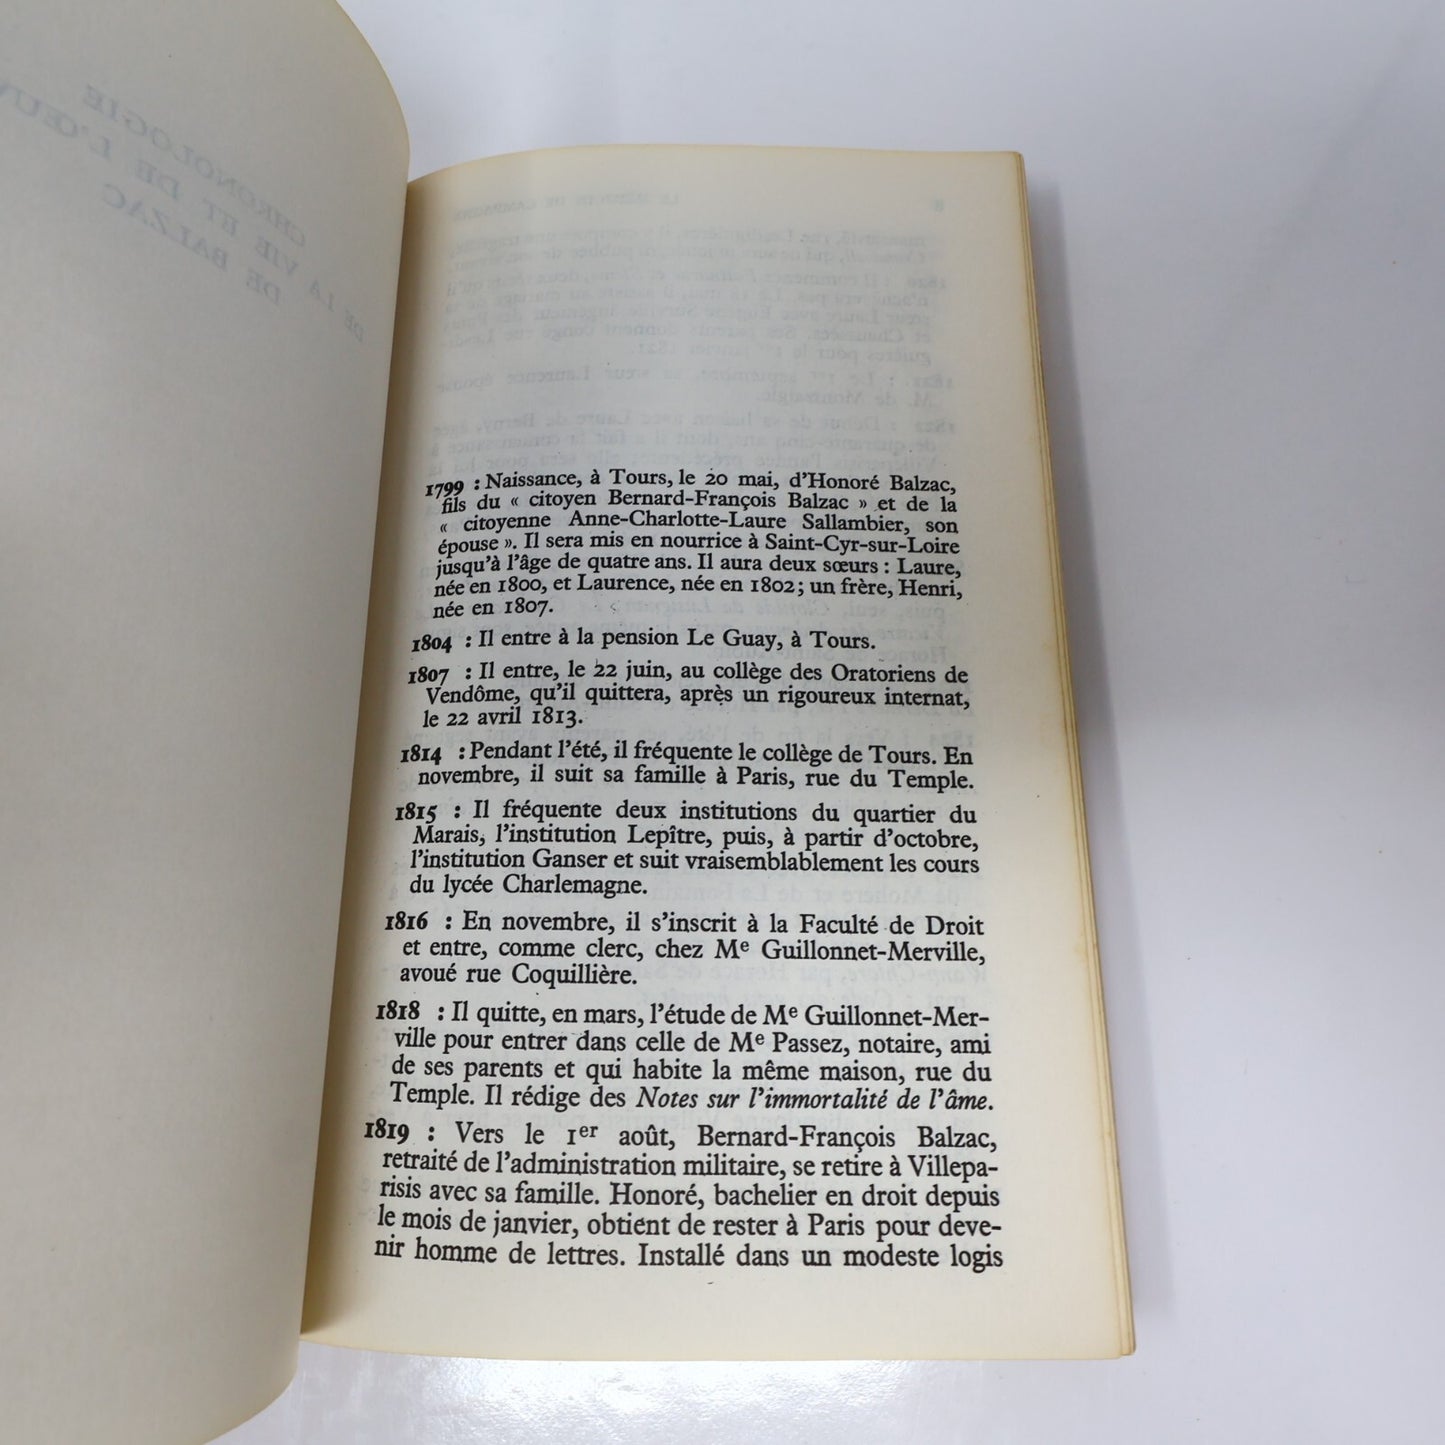 1799 : Naissance, à Tours, le 20 mai, d'Honoré Balzac,
fils du « citoyen Bernard-François Balzac » et de la
« citoyenne Anne-Charlotte-Laure Sallambier, son
épouse ». Il sera mis en nourrice à Saint-Cyr-sur-Loire
jusqu'à l'âge de quatre ans. Il aura deux sœurs : Laure,
née en 1800, et Laurence, née en 1802; un frère, Henri,
née en 1807.
1804 : Il entre à la pension Le Guay, à Tours.
1807 : Il entre, le 22 juin, au collège des Oratoriens de
Vendôme, qu'il quittera, après un rigoureux internat,
le 22 avril 1813.
1814 : Pendant l'été, il fréquente le collège de Tours. En
novembre, il suit sa famille à Paris, rue du Temple.
1815 : Il fréquente deux institutions du quartier du
Marais, l'institution Lepître, puis, à partir d'octobre,
l'institution Ganser et suit vraisemblablement les cours
du lycée Charlemagne.
1816 : En novembre, il s'inscrit à la Faculté de Droit
et entre, comme clerc, chez Me Guillonnet-Merville,
avoué rue Coquillière.
1818 : Il quitte, en mars, l'étude de Me Guillonnet-Mer-
ville pour entrer dans celle de Me Passez, notaire, ami
de ses parents et qui habite la même maison, rue du
Temple. Il rédige des Notes sur l'immortalité de l'âme.
1819 : Vers le 1er août, Bernard-François Balzac,
retraité de l'administration militaire, se retire à Villepa-
risis avec sa famille. Honoré, bachelier en droit depuis
le mois de janvier, obtient de rester à Paris pour deve-
nir homme de lettres. Installé dans un modeste logis